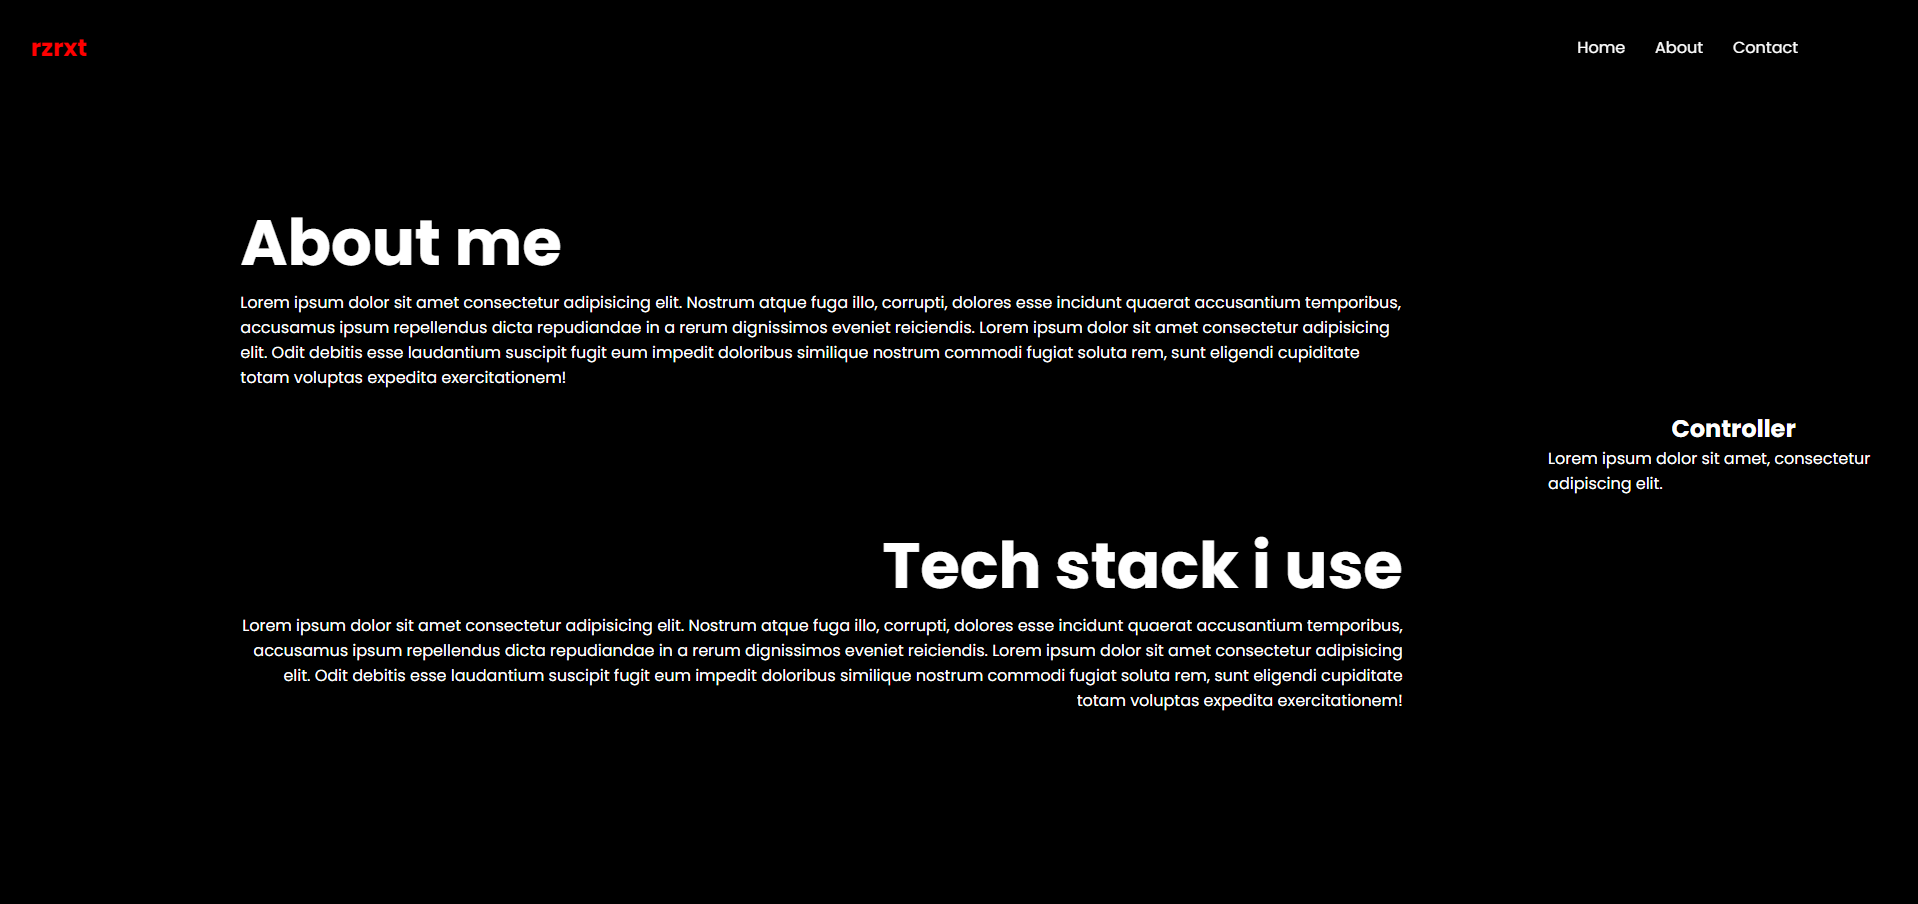 rzrxt
Home About Contact
About me
Lorem ipsum dolor sit amet consectetur adipisicing elit. Nostrum atque fuga illo, corrupti, dolores esse incidunt quaerat accusantium temporibus,
accusamus ipsum repellendus dicta repudiandae in a rerum dignissimos eveniet reiciendis. Lorem ipsum dolor sit amet consectetur adipisicing
elit. Odit debitis esse laudantium suscipit fugit eum impedit doloribus similique nostrum commodi fugiat soluta rem, sunt eligendi cupiditate
totam voluptas expedita exercitationem!
Controller
Lorem ipsum dolor sit amet, consectetur
adipiscing elit.
Tech stack i use
Lorem ipsum dolor sit amet consectetur adipisicing elit. Nostrum atque fuga illo, corrupti, dolores esse incidunt quaerat accusantium temporibus,
accusamus ipsum repellendus dicta repudiandae in a rerum dignissimos eveniet reiciendis. Lorem ipsum dolor sit amet consectetur adipisicing
elit. Odit debitis esse laudantium suscipit fugit eum impedit doloribus similique nostrum commodi fugiat soluta rem, sunt eligendi cupiditate
totam voluptas expedita exercitationem!